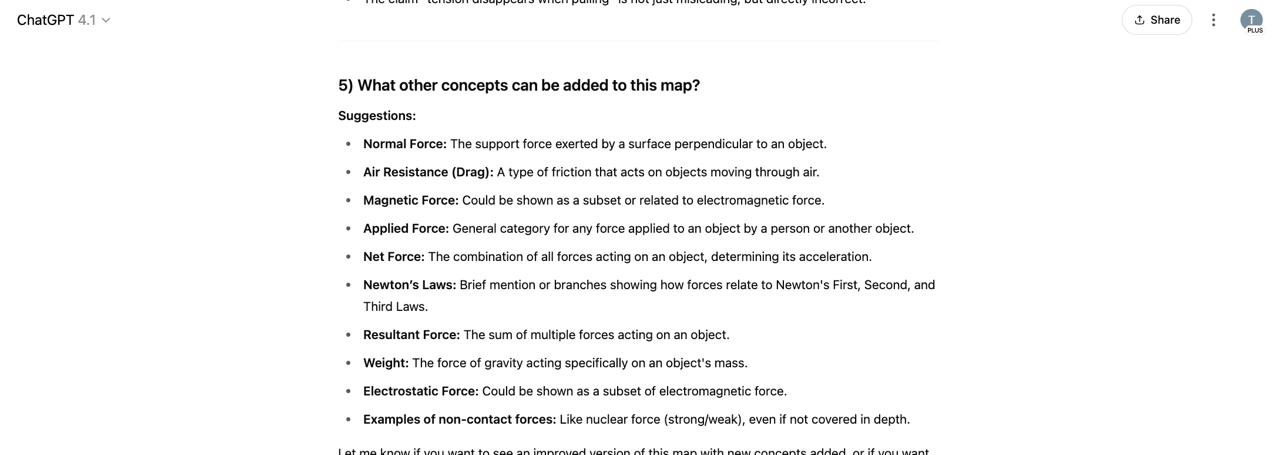 ChatGPT 4.1
Share
T
PLUS
The claim "tension disappears when pulling" is not just misleading, but directly incorrect.
5) What other concepts can be added to this map?
Suggestions:
• Normal Force: The support force exerted by a surface perpendicular to an object.
• Air Resistance (Drag): A type of friction that acts on objects moving through air.
• Magnetic Force: Could be shown as a subset or related to electromagnetic force.
• Applied Force: General category for any force applied to an object by a person or another object.
• Net Force: The combination of all forces acting on an object, determining its acceleration.
• Newton’s Laws: Brief mention or branches showing how forces relate to Newton's First, Second, and
Third Laws.
• Resultant Force: The sum of multiple forces acting on an object.
• Weight: The force of gravity acting specifically on an object's mass.
• Electrostatic Force: Could be shown as a subset of electromagnetic force.
• Examples of non-contact forces: Like nuclear force (strong/weak), even if not covered in depth.
Let me know if you want to see an improved version of this map with new concepts added, or if you want